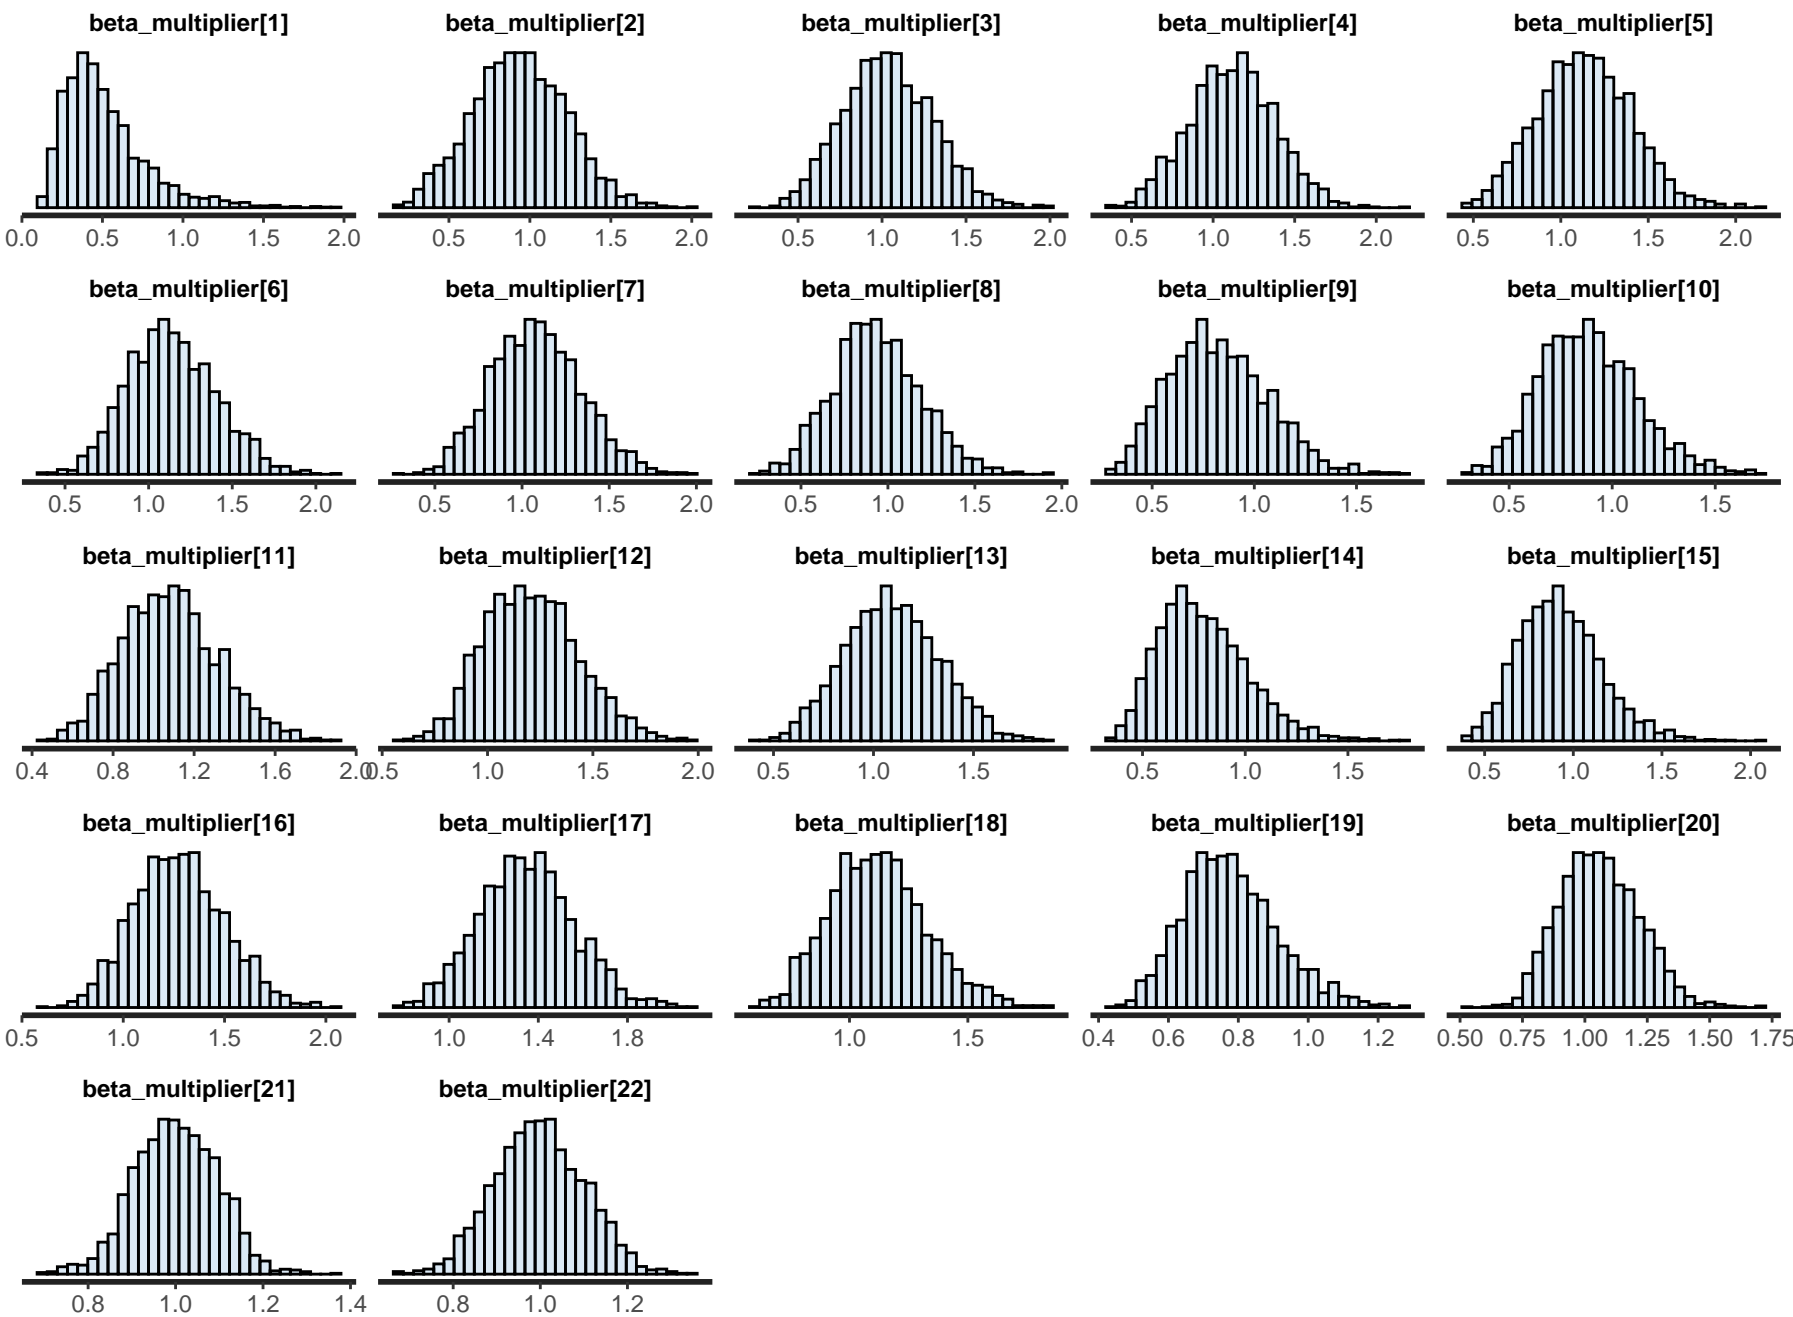 beta_multiplier[1] beta_multiplier[2] beta_multiplier[3] beta_multiplier[4] beta_multiplier[5]
0.0 0.5 1.0 1.5 2.0 0.5 1.0 1.5 2.0 0.5 1.0 1.5 2.0 0.5 1.0 1.5 2.0 0.5 1.0 1.5 2.0
beta_multiplier[6] beta_multiplier[7] beta_multiplier[8] beta_multiplier[9] beta_multiplier[10]
0.5 1.0 1.5 2.0 0.5 1.0 1.5 2.0 0.5 1.0 1.5 2.0 0.5 1.0 1.5 0.5 1.0 1.5
beta_multiplier[11] beta_multiplier[12] beta_multiplier[13] beta_multiplier[14] beta_multiplier[15]
0.4 0.8 1.2 1.6 2.0 0.5 1.0 1.5 2.0 0.5 1.0 1.5 0.5 1.0 1.5 0.5 1.0 1.5 2.0
beta_multiplier[16] beta_multiplier[17] beta_multiplier[18] beta_multiplier[19] beta_multiplier[20]
0.5 1.0 1.5 2.0 1.0 1.4 1.8 1.0 1.5 0.4 0.6 0.8 1.0 1.2 0.50 0.75 1.00 1.25 1.50 1.75
beta_multiplier[21] beta_multiplier[22]
0.8 1.0 1.2 1.4 0.8 1.0 1.2